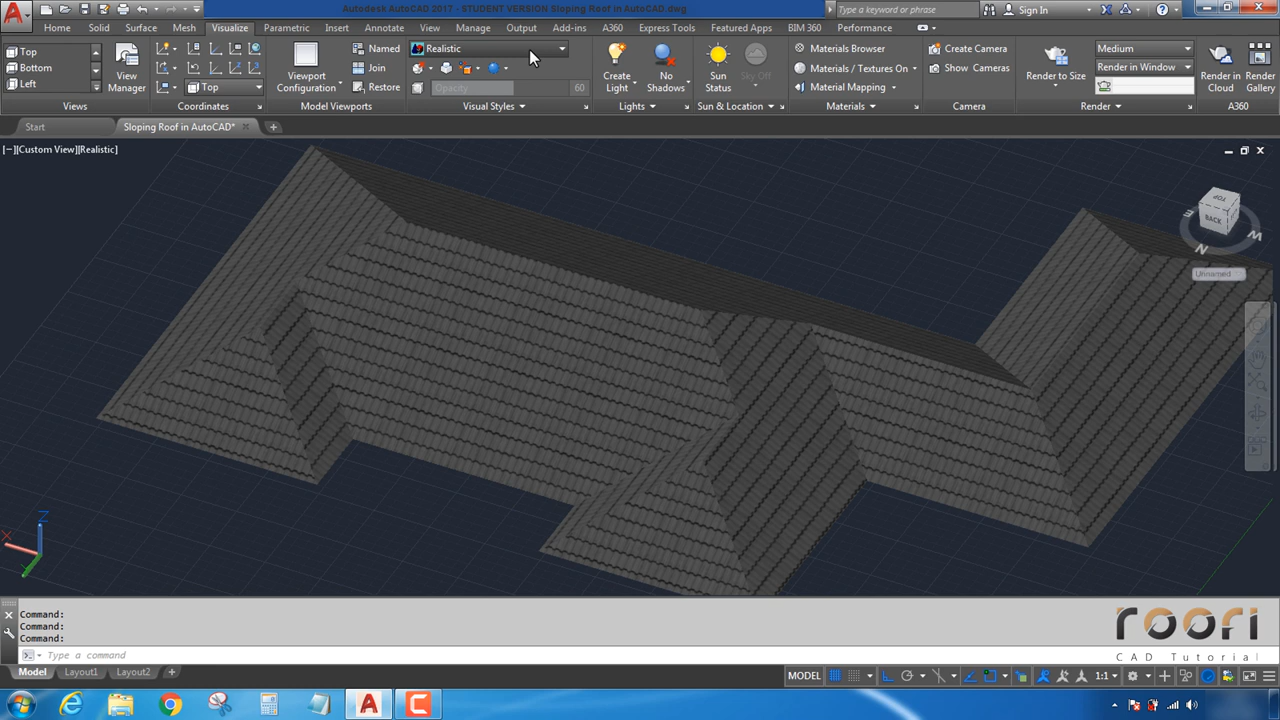 Autodesk AutoCAD 2017 - STUDENT VERSION Sloping Roof in AutoCAD.dwg
Type a keyword or phrase
Sign In
Home Solid Surface Mesh Visualize Parametric Insert Annotate View Manage Output Add-ins A360 Express Tools Featured Apps BIM 360 Performance
Top
Bottom
Left
View Manager
Views
Top
Coordinates
Viewport Configuration
Named
Join
Restore
Model Viewports
Realistic
Opacity 60
Visual Styles
Create Light
No Shadows
Lights
Sun Status
Sun & Location
Materials Browser
Materials / Textures On
Material Mapping
Materials
Create Camera
Show Cameras
Camera
Render to Size
Medium
Render in Window
Render
Render in Cloud
Render Gallery
A360
Start
Sloping Roof in AutoCAD*
[−][Custom View][Realistic]
TOP
BACK
E
N
W
Unnamed
Z
X
Command:
Command:
Command:
Type a command
roofi
CAD Tutorial
Model Layout1 Layout2
MODEL
1:1